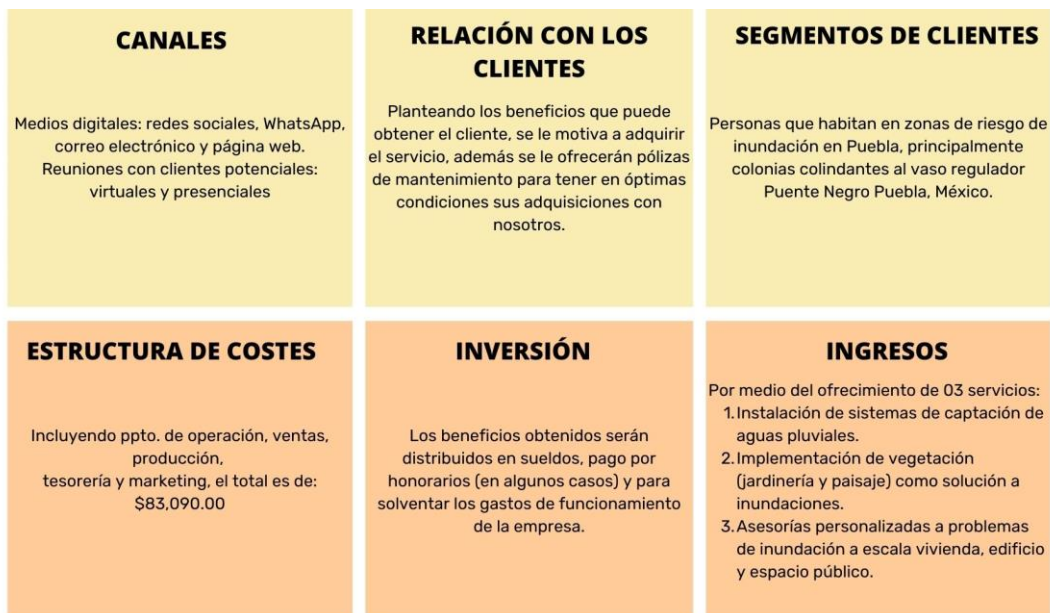 CANALES
Medios digitales: redes sociales, WhatsApp,
correo electrónico y página web.
Reuniones con clientes potenciales:
virtuales y presenciales
RELACIÓN CON LOS
CLIENTES
Planteando los beneficios que puede
obtener el cliente, se le motiva a adquirir
el servicio, además se le ofrecerán pólizas
de mantenimiento para tener en óptimas
condiciones sus adquisiciones con
nosotros.
SEGMENTOS DE CLIENTES
Personas que habitan en zonas de riesgo de
inundación en Puebla, principalmente
colonias colindantes al vaso regulador
Puente Negro Puebla, México.
ESTRUCTURA DE COSTES
Incluyendo ppto. de operación, ventas,
producción,
tesorería y marketing, el total es de:
$83,090.00
INVERSIÓN
Los beneficios obtenidos serán
distribuidos en sueldos, pago por
honorarios (en algunos casos) y para
solventar los gastos de funcionamiento
de la empresa.
INGRESOS
Por medio del ofrecimiento de 03 servicios:
1. Instalación de sistemas de captación de
aguas pluviales.
2. Implementación de vegetación
(jardinería y paisaje) como solución a
inundaciones.
3. Asesorías personalizadas a problemas
de inundación a escala vivienda, edificio
y espacio público.